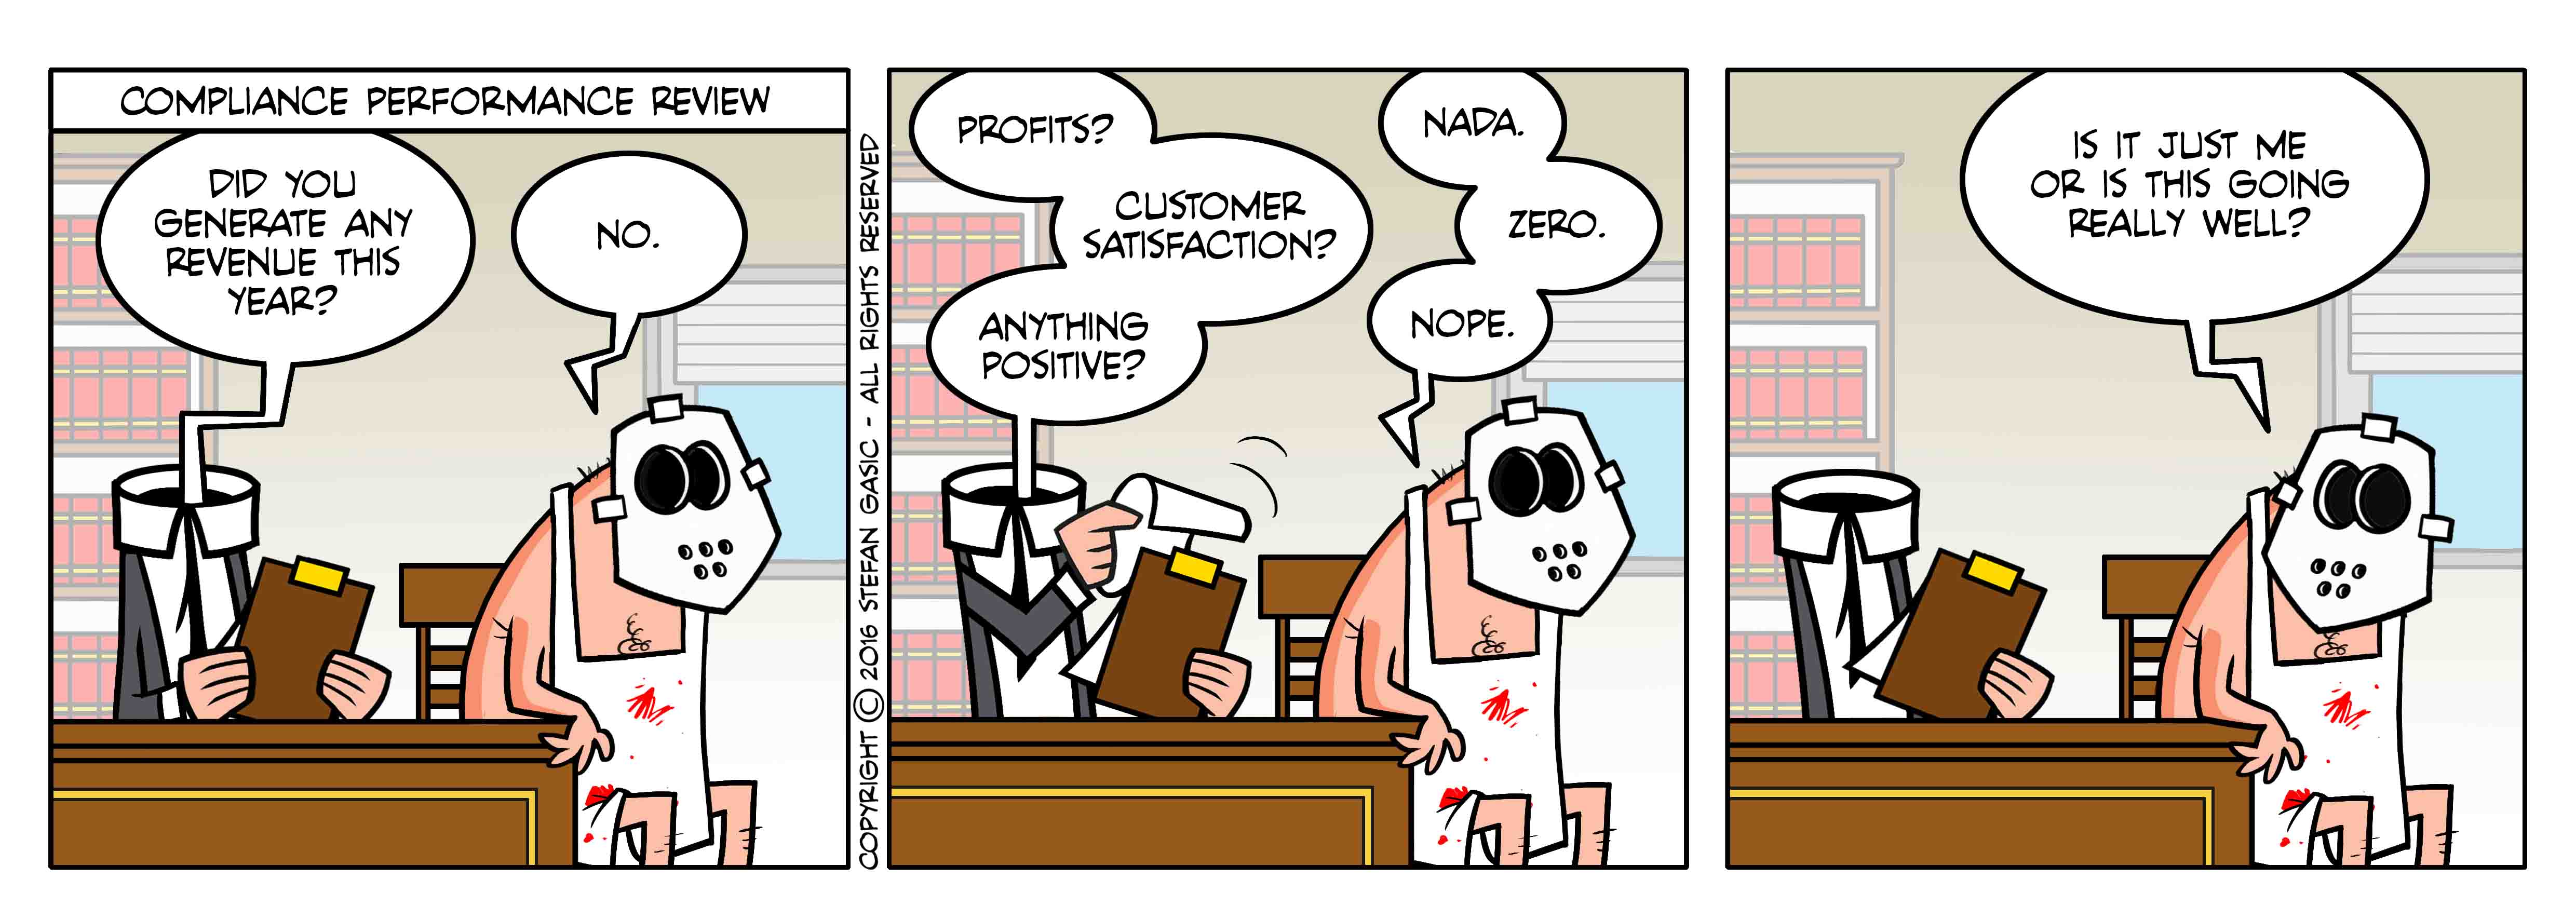 COMPLIANCE PERFORMANCE REVIEW
DID YOU
GENERATE ANY
REVENUE THIS
YEAR?
NO.
COPYRIGHT © 2016 STEFAN GASIC - ALL RIGHTS RESERVED
PROFITS?
CUSTOMER
SATISFACTION?
ANYTHING
POSITIVE?
NADA.
ZERO.
NOPE.
IS IT JUST ME
OR IS THIS GOING
REALLY WELL?